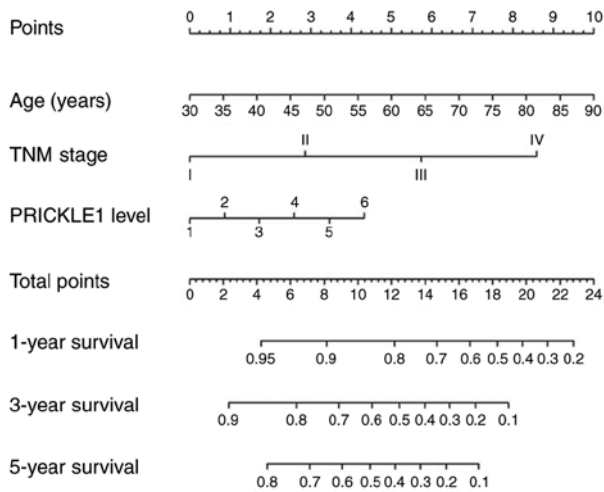 Points 0 1 2 3 4 5 6 7 8 9 10
Age (years) 30 35 40 45 50 55 60 65 70 75 80 85 90
II IV
TNM stage
I III
2 4 6
PRICKLE1 level
1 3 5
Total points 0 2 4 6 8 10 12 14 16 18 20 22 24
1-year survival
0.95 0.9 0.8 0.7 0.6 0.5 0.4 0.3 0.2
3-year survival
0.9 0.8 0.7 0.6 0.5 0.4 0.3 0.2 0.1
5-year survival
0.8 0.7 0.6 0.5 0.4 0.3 0.2 0.1